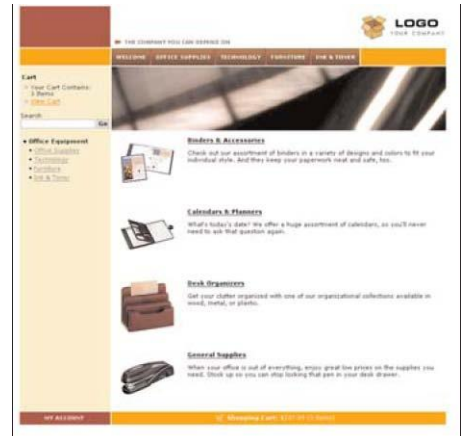 LOGO
YOUR COMPANY
THE COMPANY YOU CAN DEPEND ON
WELCOME OFFICE SUPPLIES TECHNOLOGY FURNITURE INK & TONER
Cart
Your Cart Contains:
3 Items
View Cart
Search
Go
Office Equipment
Office Supplies
Technology
Furniture
Ink & Toner
Binders & Accessories
Check out our assortment of binders in a variety of designs and colors to fit your
individual style. And they keep your paperwork neat and safe, too.
Calendars & Planners
What's today's date? We offer a huge assortment of calendars, so you'll never
need to ask that question again.
Desk Organizers
Get your clutter organized with one of our organizational collections available in
wood, metal, or plastic.
General Supplies
When your office is out of everything, enjoy great low prices on the supplies you
need. Stock up so you can stop looking that pen in your desk drawer.
MY ACCOUNT
Shopping Cart: